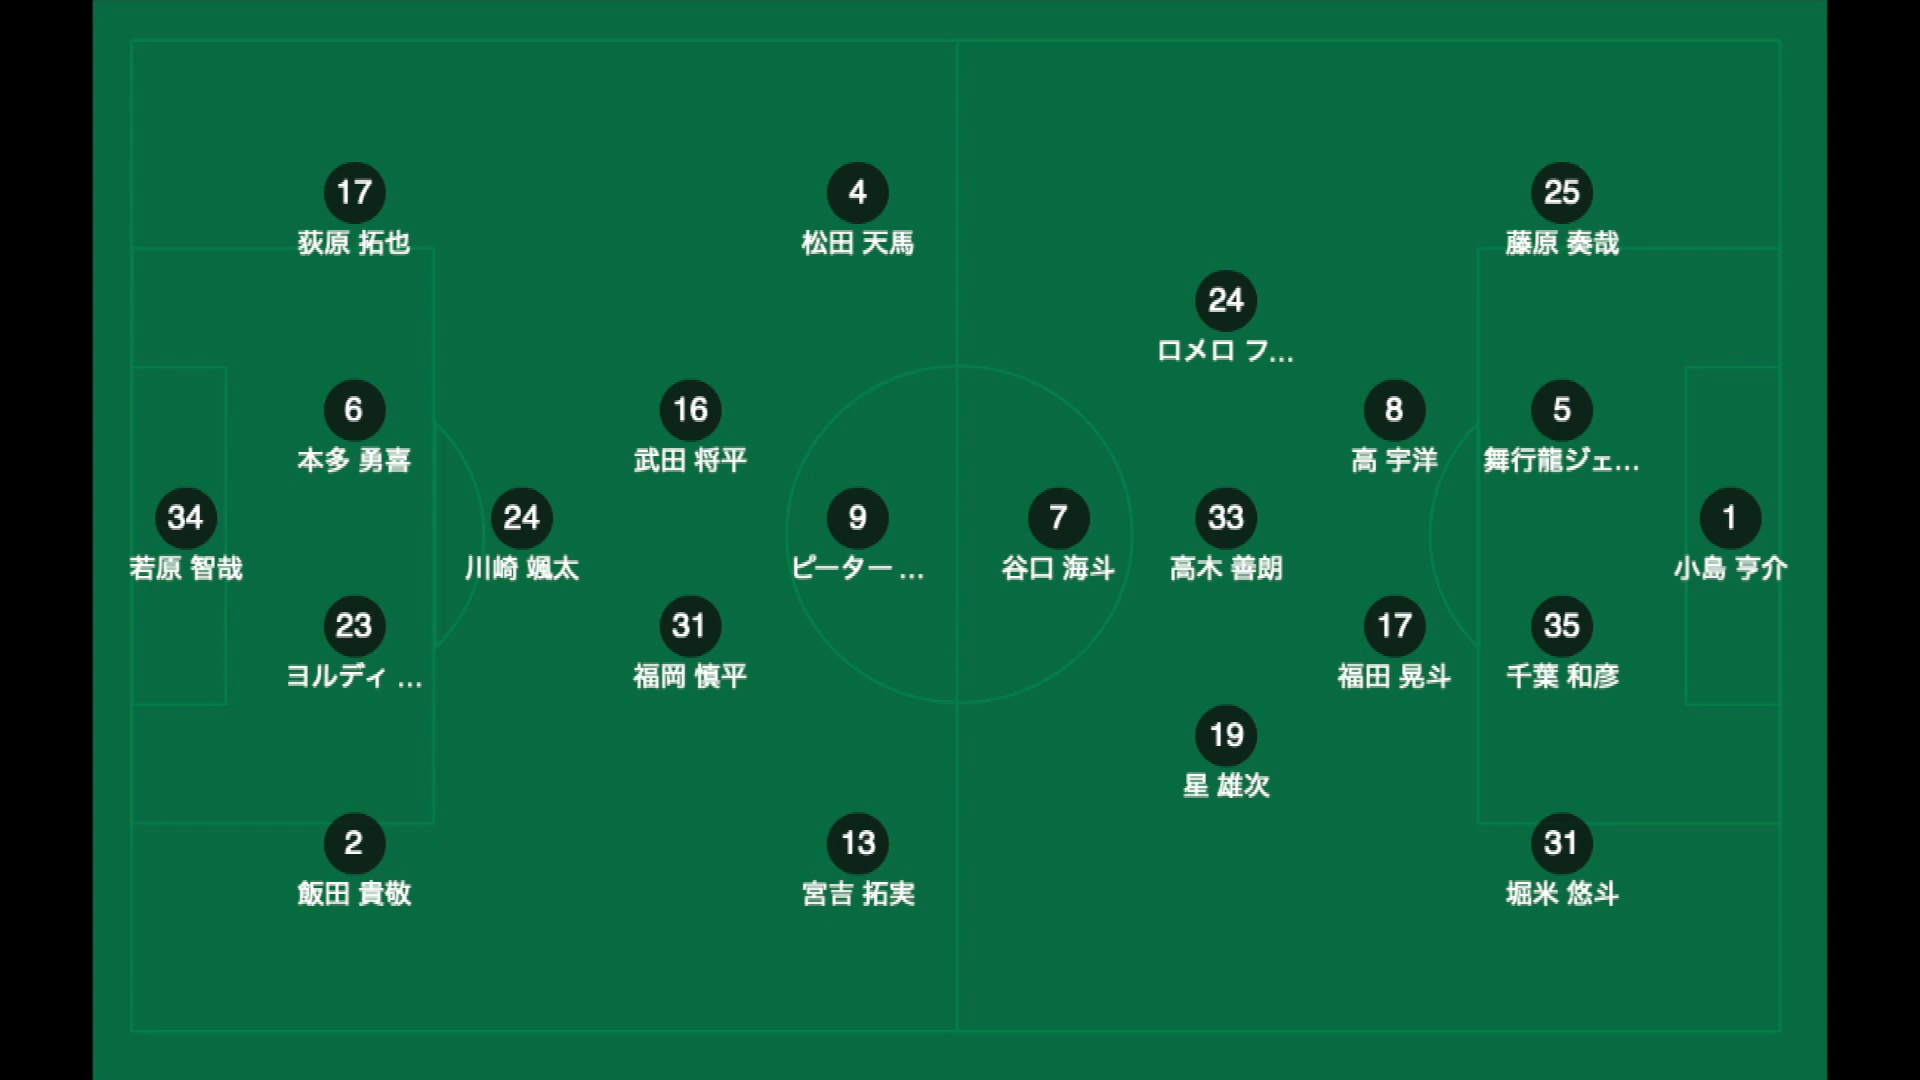 17
荻原 拓也
4
松田 天馬
25
藤原 奏哉
24
ロメロ フ...
6
本多 勇喜
16
武田 将平
8
高 宇洋
5
舞行龍ジェ...
34
若原 智哉
24
川崎 颯太
9
ピーター ...
7
谷口 海斗
33
高木 善朗
1
小島 亨介
23
ヨルディ ...
31
福岡 慎平
17
福田 晃斗
35
千葉 和彦
19
星 雄次
2
飯田 貴敬
13
宮吉 拓実
31
堀米 悠斗